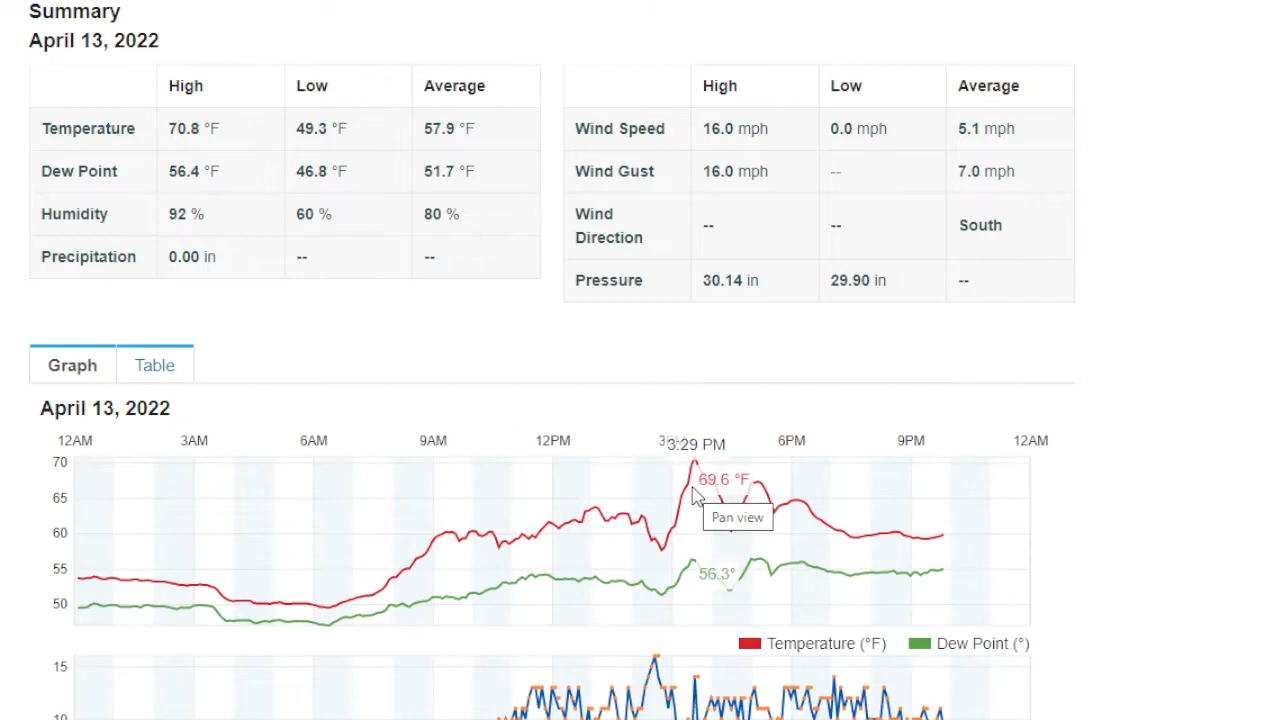 Summary
April 13, 2022
High Low Average
Temperature 70.8 °F 49.3 °F 57.9 °F
Dew Point 56.4 °F 46.8 °F 51.7 °F
Humidity 92 % 60 % 80 %
Precipitation 0.00 in -- --
High Low Average
Wind Speed 16.0 mph 0.0 mph 5.1 mph
Wind Gust 16.0 mph -- 7.0 mph
Wind
Direction -- -- South
Pressure 30.14 in 29.90 in --
Graph Table
April 13, 2022
12AM 3AM 6AM 9AM 12PM 3:29 PM 6PM 9PM 12AM
70
69.6 °F
65
Pan view
60
55
56.3°
50
Temperature (°F) Dew Point (°)
15
10